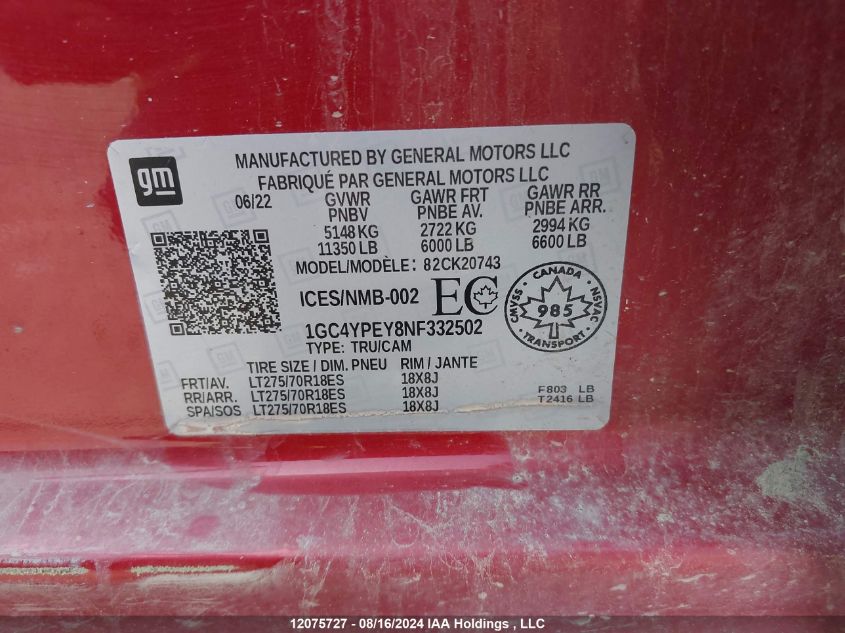 gm
MANUFACTURED BY GENERAL MOTORS LLC
FABRIQUÉ PAR GENERAL MOTORS LLC
06/22 GVWR GAWR FRT GAWR RR
PNBV PNBE AV. PNBE ARR.
5148 KG 2722 KG 2994 KG
11350 LB 6000 LB 6600 LB
MODEL/MODÈLE: 82CK20743
ICES/NMB-002 EC
CANADA
CMVSS 985 NSVAC
TRANSPORT
1GC4YPEY8NF332502
TYPE: TRU/CAM
TIRE SIZE / DIM. PNEU RIM / JANTE
FRT/AV. LT275/70R18ES 18X8J
RR/ARR. LT275/70R18ES 18X8J F803 LB
SPA/SOS LT275/70R18ES 18X8J T2416 LB
12075727 - 08/16/2024 IAA Holdings , LLC